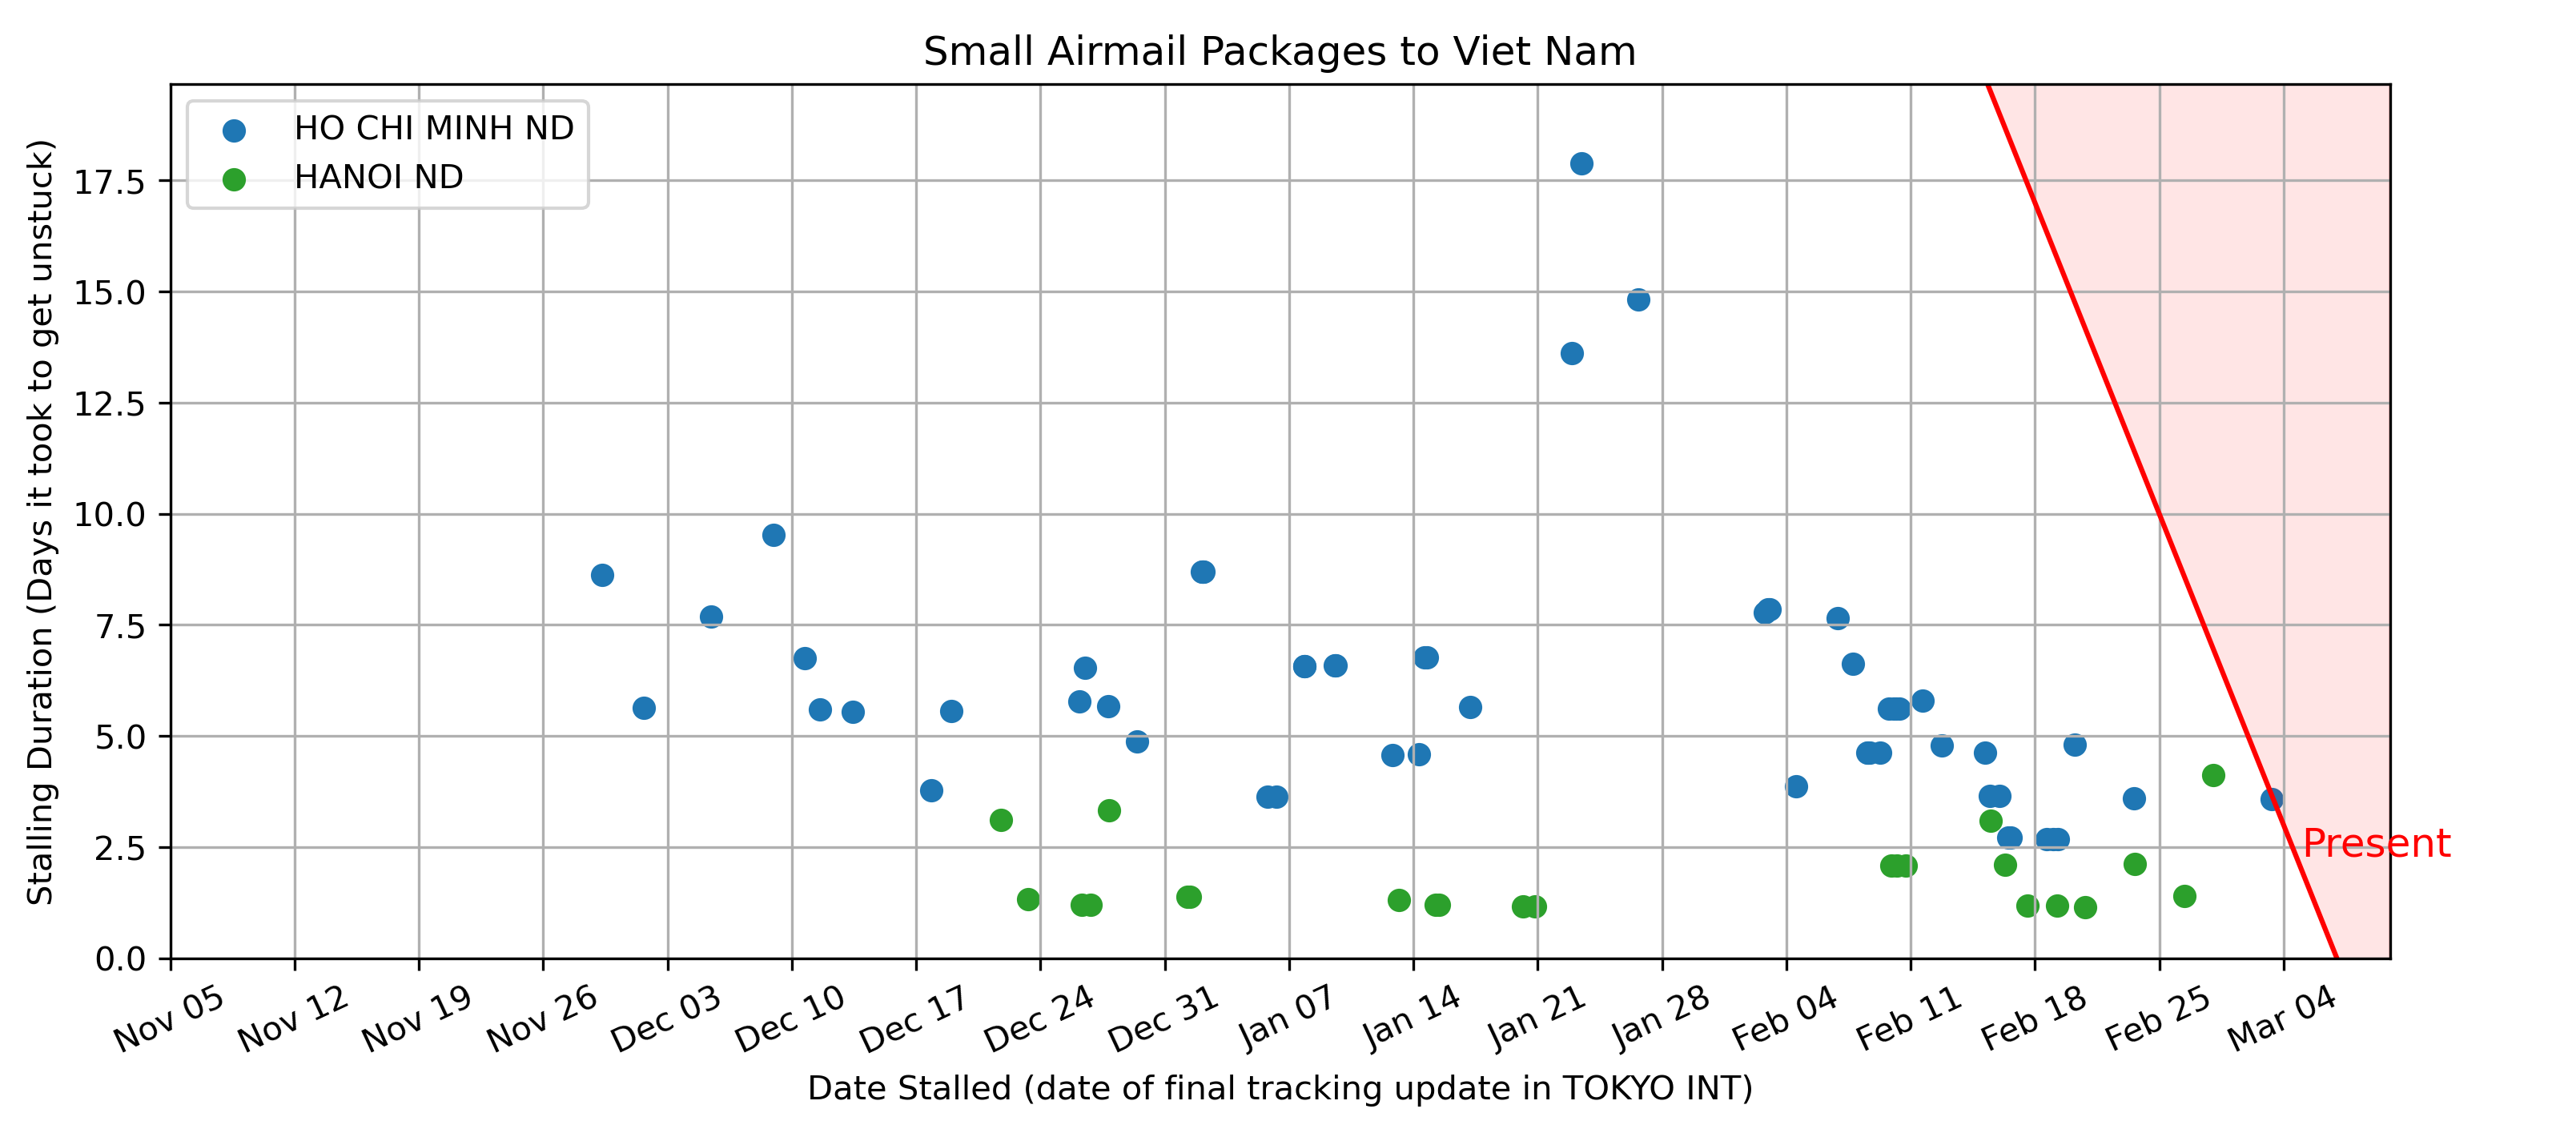 Small Airmail Packages to Viet Nam
HO CHI MINH ND
HANOI ND
Stalling Duration (Days it took to get unstuck)
17.5
15.0
12.5
10.0
7.5
5.0
2.5
0.0
Present
Nov 05
Nov 12
Nov 19
Nov 26
Dec 03
Dec 10
Dec 17
Dec 24
Dec 31
Jan 07
Jan 14
Jan 21
Jan 28
Feb 04
Feb 11
Feb 18
Feb 25
Mar 04
Date Stalled (date of final tracking update in TOKYO INT)